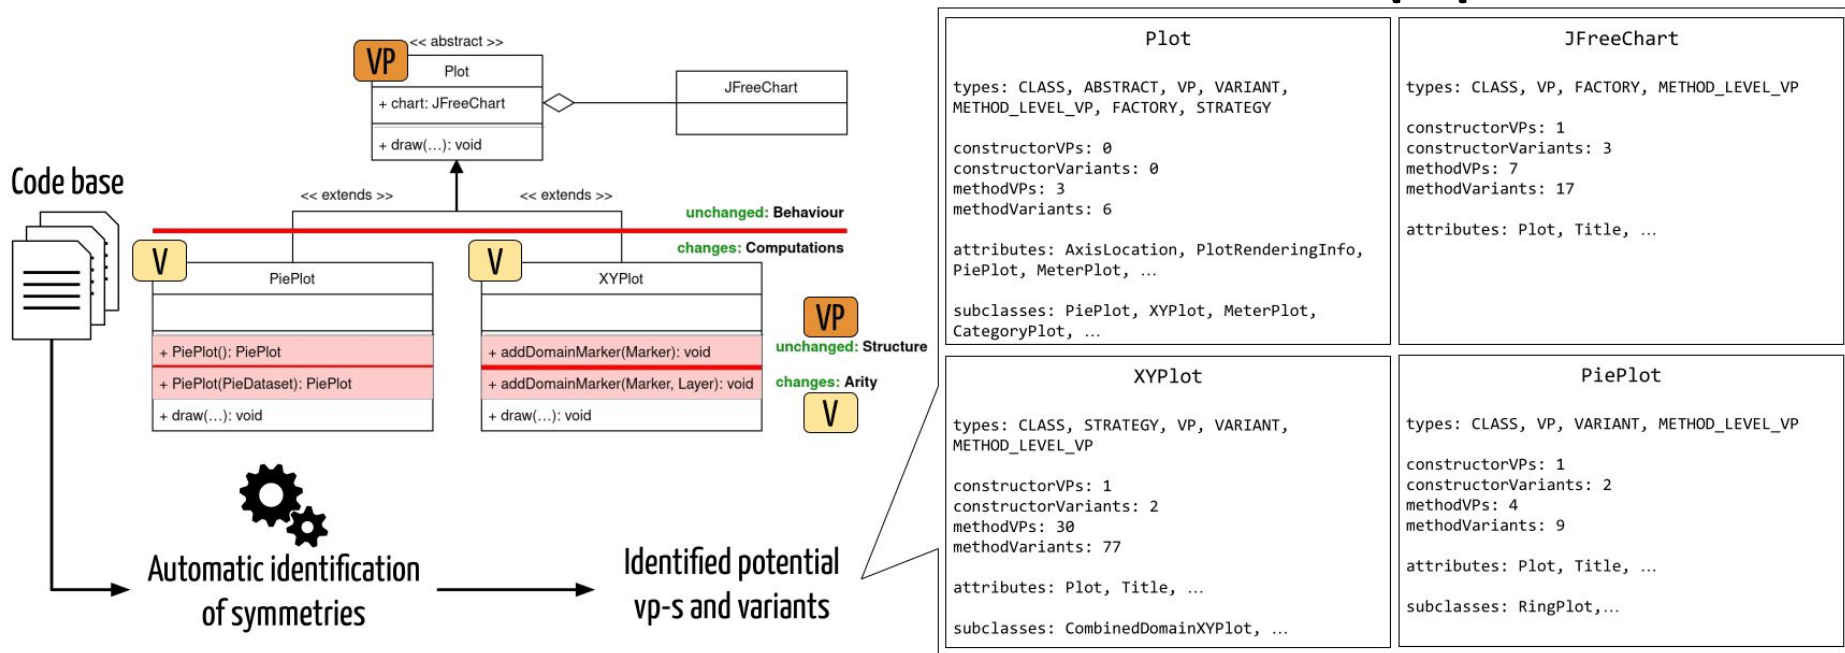 Code base
<< abstract >>
VP
Plot
+ chart: JFreeChart
+ draw(...): void
JFreeChart
<< extends >>
<< extends >>
unchanged: Behaviour
changes: Computations
V
PiePlot
+ PiePlot(): PiePlot
+ PiePlot(PieDataset): PiePlot
+ draw(...): void
V
XYPlot
+ addDomainMarker(Marker): void
+ addDomainMarker(Marker, Layer): void
+ draw(...): void
VP
unchanged: Structure
changes: Arity
V
Automatic identification
of symmetries
Identified potential
vp-s and variants
Plot
types: CLASS, ABSTRACT, VP, VARIANT,
METHOD_LEVEL_VP, FACTORY, STRATEGY
constructorVPs: 0
constructorVariants: 0
methodVPs: 3
methodVariants: 6
attributes: AxisLocation, PlotRenderingInfo,
PiePlot, MeterPlot, ...
subclasses: PiePlot, XYPlot, MeterPlot,
CategoryPlot, ...
JFreeChart
types: CLASS, VP, FACTORY, METHOD_LEVEL_VP
constructorVPs: 1
constructorVariants: 3
methodVPs: 7
methodVariants: 17
attributes: Plot, Title, ...
XYPlot
types: CLASS, STRATEGY, VP, VARIANT,
METHOD_LEVEL_VP
constructorVPs: 1
constructorVariants: 2
methodVPs: 30
methodVariants: 77
attributes: Plot, Title, ...
subclasses: CombinedDomainXYPlot, ...
PiePlot
types: CLASS, VP, VARIANT, METHOD_LEVEL_VP
constructorVPs: 1
constructorVariants: 2
methodVPs: 4
methodVariants: 9
attributes: Plot, Title, ...
subclasses: RingPlot,...